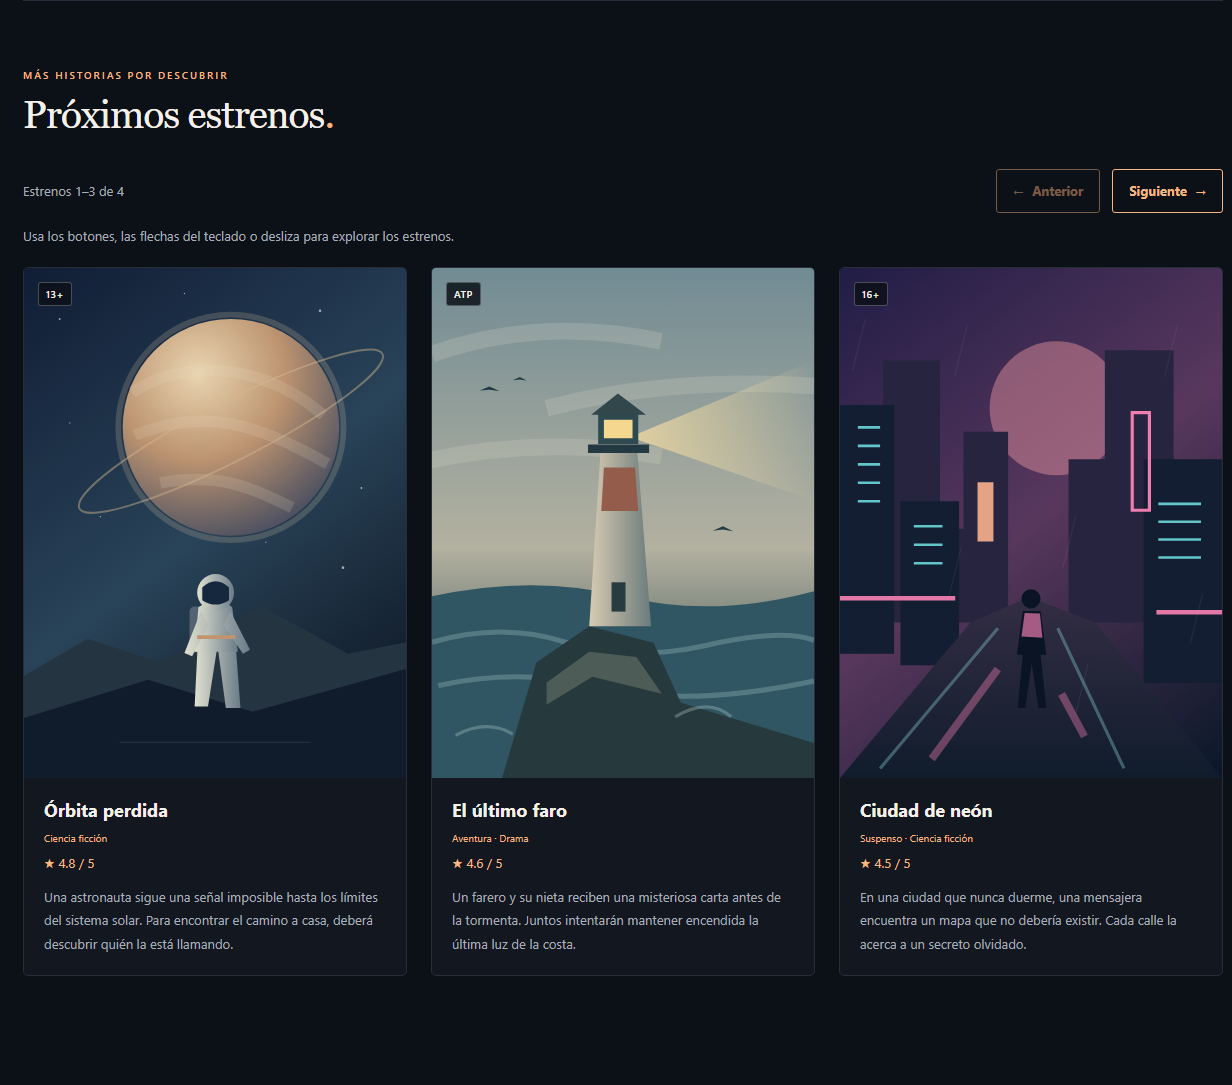 MÁS HISTORIAS POR DESCUBRIR
Próximos estrenos.
Estrenos 1–3 de 4
← Anterior
Siguiente →
Usa los botones, las flechas del teclado o desliza para explorar los estrenos.
13+
Órbita perdida
Ciencia ficción
★ 4.8 / 5
Una astronauta sigue una señal imposible hasta los límites
del sistema solar. Para encontrar el camino a casa, deberá
descubrir quién la está llamando.
ATP
El último faro
Aventura · Drama
★ 4.6 / 5
Un farero y su nieta reciben una misteriosa carta antes de
la tormenta. Juntos intentarán mantener encendida la
última luz de la costa.
16+
Ciudad de neón
Suspenso · Ciencia ficción
★ 4.5 / 5
En una ciudad que nunca duerme, una mensajera
encuentra un mapa que no debería existir. Cada calle la
acerca a un secreto olvidado.